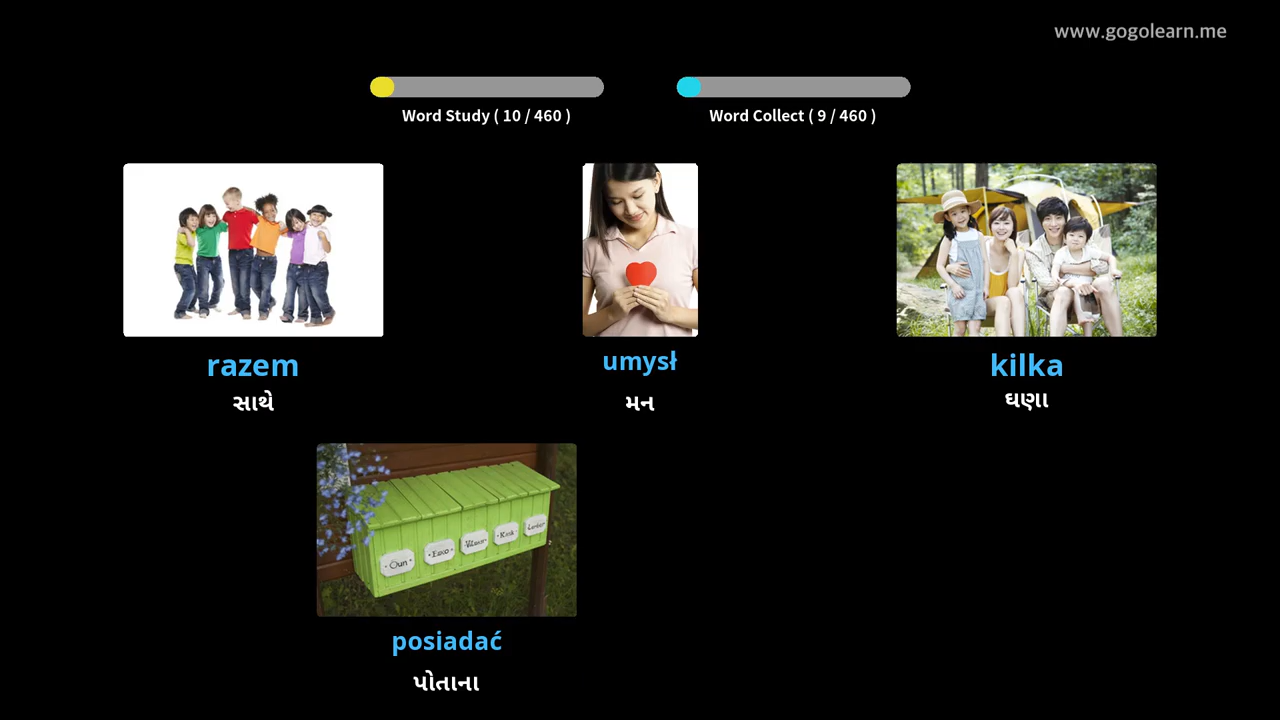 www.gogolearn.me
Word Study ( 10 / 460 )
Word Collect ( 9 / 460 )
razem
સાથે
umysł
મન
kilka
ઘણા
posiadać
પોતાના